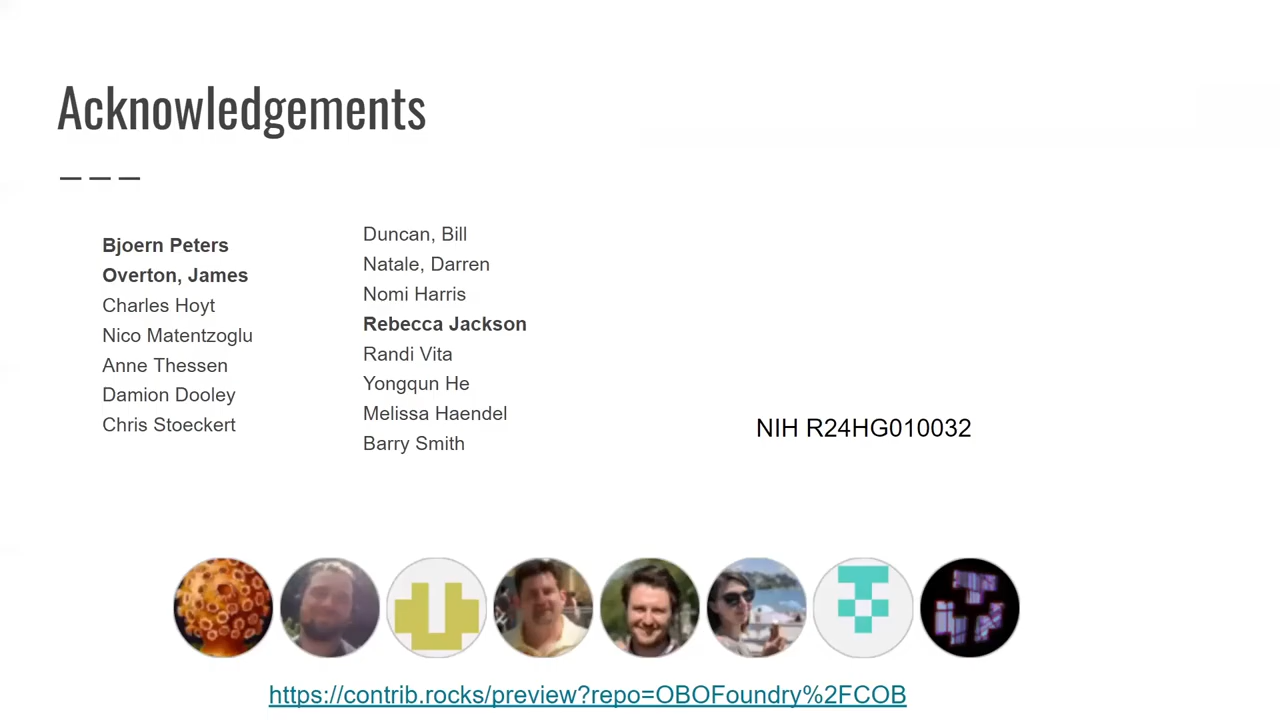 Acknowledgements
Bjoern Peters
Overton, James
Charles Hoyt
Nico Matentzoglu
Anne Thessen
Damion Dooley
Chris Stoeckert
Duncan, Bill
Natale, Darren
Nomi Harris
Rebecca Jackson
Randi Vita
Yongqun He
Melissa Haendel
Barry Smith
NIH R24HG010032
https://contrib.rocks/preview?repo=OBOFoundry%2FCOB